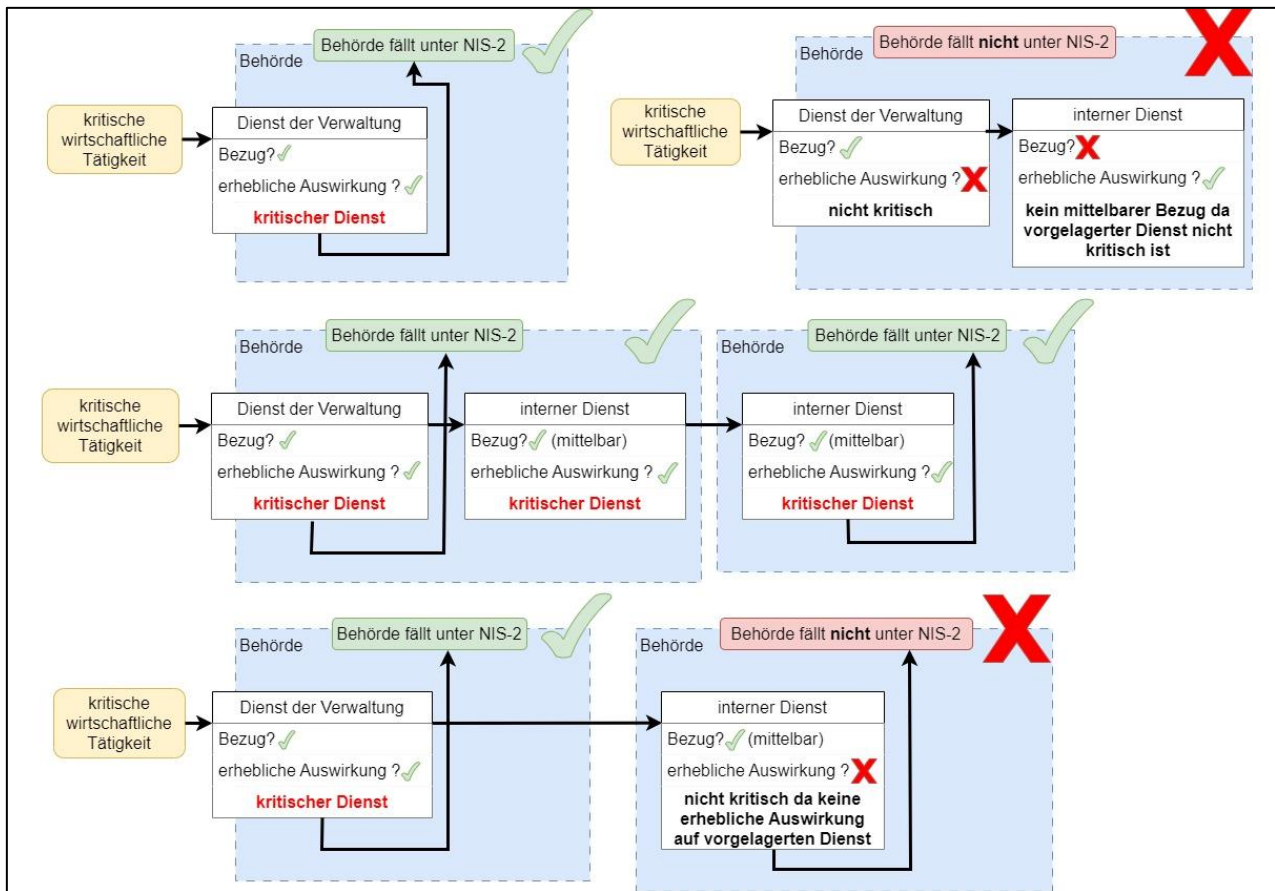 Behörde fällt unter NIS-2
Behörde
kritische
wirtschaftliche
Tätigkeit
Dienst der Verwaltung
Bezug?
erhebliche Auswirkung ?
kritischer Dienst
Behörde fällt nicht unter NIS-2
Behörde
kritische
wirtschaftliche
Tätigkeit
Dienst der Verwaltung
Bezug?
erhebliche Auswirkung ?
nicht kritisch
interner Dienst
Bezug?
erhebliche Auswirkung ?
kein mittelbarer Bezug da
vorgelagerter Dienst nicht
kritisch ist
Behörde fällt unter NIS-2
Behörde
kritische
wirtschaftliche
Tätigkeit
Dienst der Verwaltung
Bezug?
erhebliche Auswirkung ?
kritischer Dienst
interner Dienst
Bezug? (mittelbar)
erhebliche Auswirkung ?
kritischer Dienst
Behörde fällt unter NIS-2
Behörde
interner Dienst
Bezug? (mittelbar)
erhebliche Auswirkung ?
kritischer Dienst
Behörde fällt unter NIS-2
Behörde
kritische
wirtschaftliche
Tätigkeit
Dienst der Verwaltung
Bezug?
erhebliche Auswirkung ?
kritischer Dienst
Behörde fällt nicht unter NIS-2
Behörde
interner Dienst
Bezug? (mittelbar)
erhebliche Auswirkung ?
nicht kritisch da keine
erhebliche Auswirkung
auf vorgelagerten Dienst